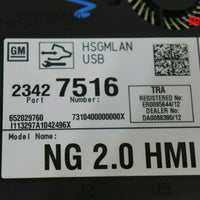 GM
HSGMLAN
USB
2342 7516
Part Number:
TRA
REGISTERED No:
ER0095644/12
DEALER No:
DA0088390/12
652029760 7310400000000X
1113297A1042496X
Model Name:
NG 2.0 HMI